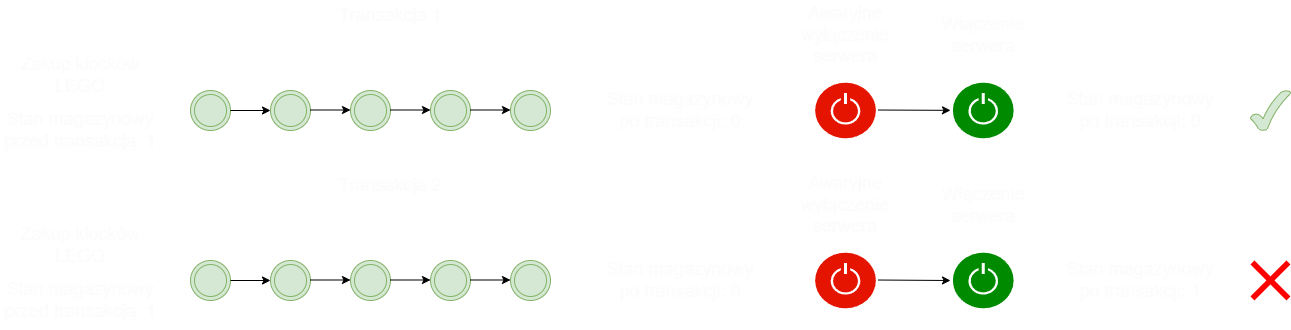 Transakcja 1
Zakup klocków
LEGO
Stan magazynowy
przed transakcją: 1
Stan magazynowy
po transakcji: 0
Awaryjne
wyłączenie
serwera
Włączenie
serwera
Stan magazynowy
po transakcji: 0
Transakcja 2
Zakup klocków
LEGO
Stan magazynowy
przed transakcją: 1
Stan magazynowy
po transakcji: 0
Awaryjne
wyłączenie
serwera
Włączenie
serwera
Stan magazynowy
po transakcji: 1